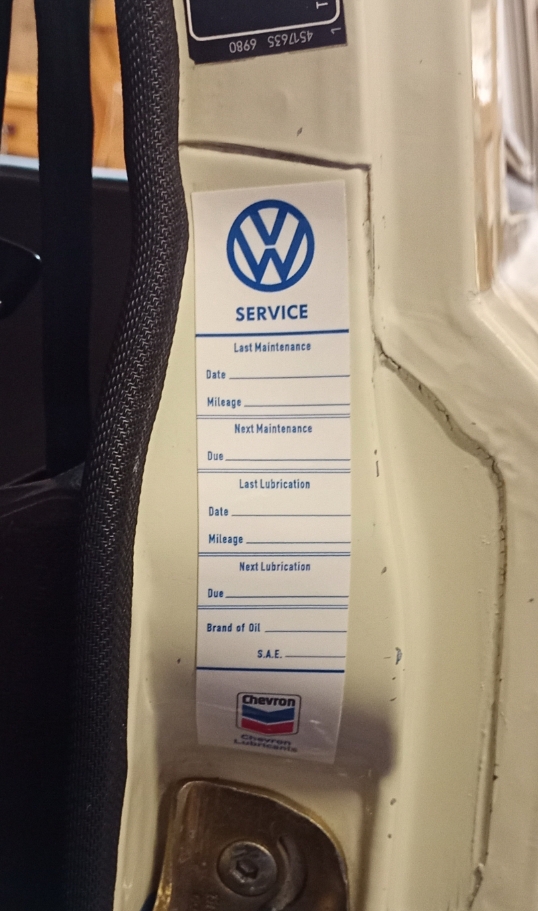 4517635 6980
SERVICE
Last Maintenance
Date
Mileage
Next Maintenance
Due
Last Lubrication
Date
Mileage
Next Lubrication
Due
Brand of Oil
S.A.E.
Chevron
Chevron
Lubricants